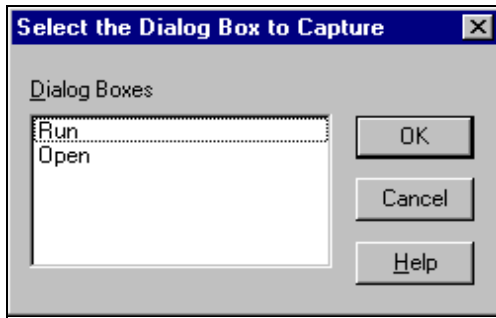 Select the Dialog Box to Capture
Dialog Boxes
Run
Open
OK
Cancel
Help